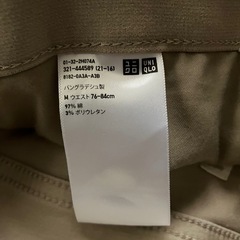 01-32-2H074A
321-444589 (21-16)
0182-0A3A-A3B
ユニ クロ
UNI QLO
バングラデシュ製
M ウエスト76-84cm
97% 綿
3% ポリウレタン